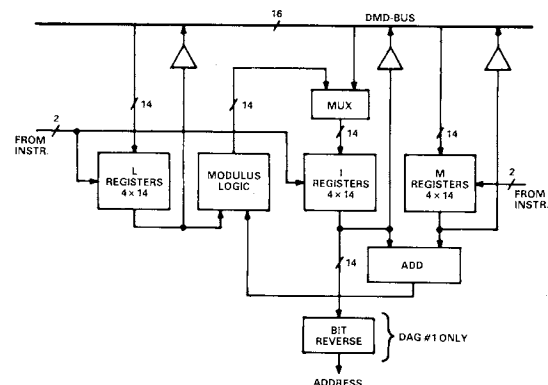 16
DMD-BUS
14
14
14
MUX
14
2
FROM
INSTR.
L
REGISTERS
4 × 14
MODULUS
LOGIC
I
REGISTERS
4 × 14
M
REGISTERS
4 × 14
2
FROM
INSTR.
14
ADD
BIT
REVERSE
DAG #1 ONLY
ADDRESS